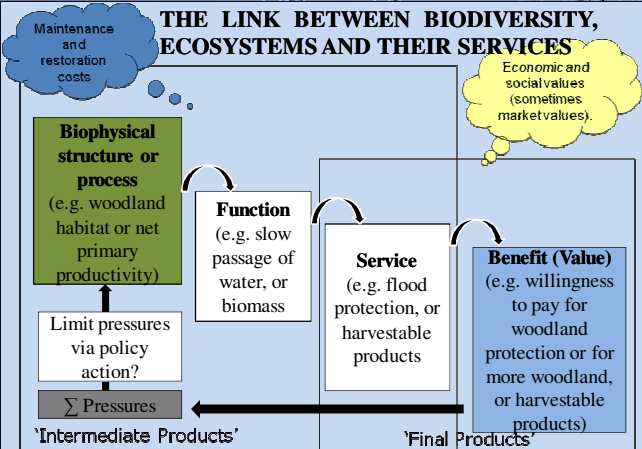 THE LINK BETWEEN BIODIVERSITY,
ECOSYSTEMS AND THEIR SERVICES
Maintenance
and
restoration
costs
Economic and
social values
(sometimes
market values).
Biophysical
structure or
process
(e.g. woodland
habitat or net
primary
productivity)
Function
(e.g. slow
passage of
water, or
biomass
Service
(e.g. flood
protection, or
harvestable
products
Benefit (Value)
(e.g. willingness
to pay for
woodland
protection or for
more woodland,
or harvestable
products)
Limit pressures
via policy
action?
∑ Pressures
‘Intermediate Products’
‘Final Products’